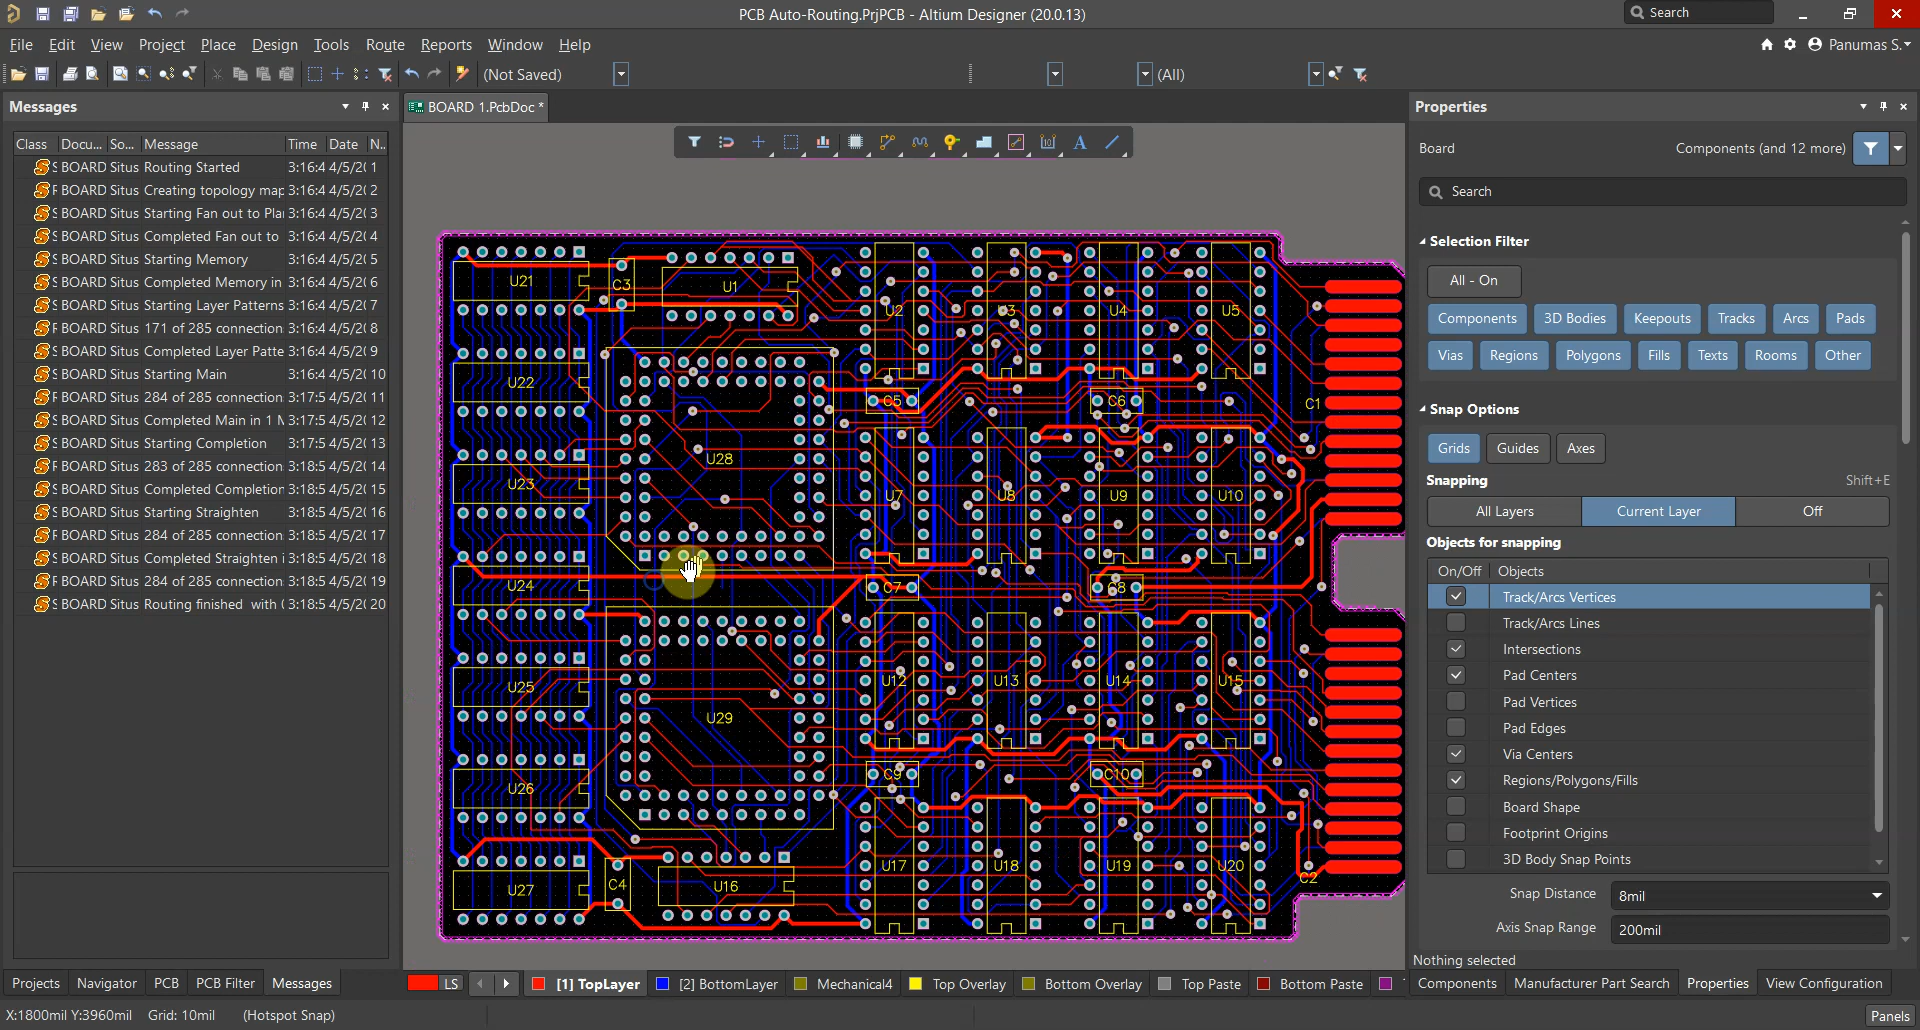 PCB Auto-Routing.PrjPCB - Altium Designer (20.0.13)
Search
File Edit View Project Place Design Tools Route Reports Window Help
Panumas S.
(Not Saved)
(All)
Messages
BOARD 1.PcbDoc *
Properties
Class Docu... So... Message Time Date N..
BOARD Situs Routing Started 3:16:4 4/5/2( 1
BOARD Situs Creating topology map 3:16:4 4/5/2( 2
BOARD Situs Starting Fan out to Pla 3:16:4 4/5/2( 3
BOARD Situs Completed Fan out to 3:16:4 4/5/2( 4
BOARD Situs Starting Memory 3:16:4 4/5/2( 5
BOARD Situs Completed Memory in 3:16:4 4/5/2( 6
BOARD Situs Starting Layer Patterns 3:16:4 4/5/2( 7
BOARD Situs 171 of 285 connection 3:16:4 4/5/2( 8
BOARD Situs Completed Layer Patte 3:16:4 4/5/2( 9
BOARD Situs Starting Main 3:16:4 4/5/2( 10
BOARD Situs 284 of 285 connection 3:17:5 4/5/2( 11
BOARD Situs Completed Main in 1 M 3:17:5 4/5/2( 12
BOARD Situs Starting Completion 3:17:5 4/5/2( 13
BOARD Situs 283 of 285 connection 3:18:5 4/5/2( 14
BOARD Situs Completed Completion 3:18:5 4/5/2( 15
BOARD Situs Starting Straighten 3:18:5 4/5/2( 16
BOARD Situs 284 of 285 connection 3:18:5 4/5/2( 17
BOARD Situs Completed Straighten i 3:18:5 4/5/2( 18
BOARD Situs 284 of 285 connection 3:18:5 4/5/2( 19
BOARD Situs Routing finished with ( 3:18:5 4/5/2( 20
U21 C3 U1 U2 U3 U4 U5
U22 C5 C6 C1
U28
U23 U7 U8 U9 U10
U24 C7 C8
U25 U12 U13 U14 U15
U29
U26 C9 C10
U27 C4 U16 U17 U18 U19 U20
C2
Board Components (and 12 more)
Search
Selection Filter
All - On
Components 3D Bodies Keepouts Tracks Arcs Pads
Vias Regions Polygons Fills Texts Rooms Other
Snap Options
Grids Guides Axes
Snapping Shift+E
All Layers Current Layer Off
Objects for snapping
On/Off Objects
Track/Arcs Vertices
Track/Arcs Lines
Intersections
Pad Centers
Pad Vertices
Pad Edges
Via Centers
Regions/Polygons/Fills
Board Shape
Footprint Origins
3D Body Snap Points
Snap Distance 8mil
Axis Snap Range 200mil
Nothing selected
Projects Navigator PCB PCB Filter Messages
LS [1] TopLayer [2] BottomLayer Mechanical4 Top Overlay Bottom Overlay Top Paste Bottom Paste
Components Manufacturer Part Search Properties View Configuration
X:1800mil Y:3960mil Grid: 10mil (Hotspot Snap)
Panels